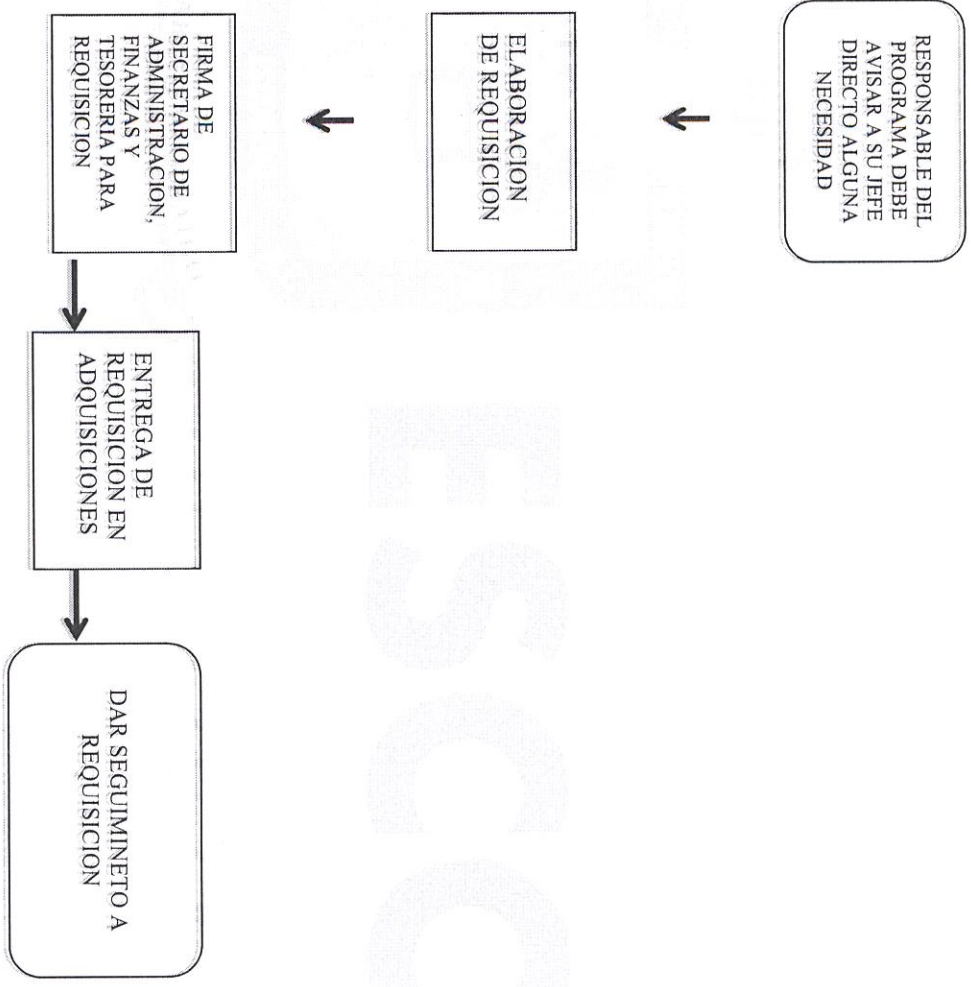 RESPONSABLE DEL
PROGRAMA DEBE
AVISAR A SU JEFE
DIRECTO ALGUNA
NECESIDAD
ELABORACION
DE REQUISICION
FIRMA DE
SECRETARIO DE
ADMINISTRACION,
FINANZAS Y
TESORERIA PARA
REQUISICION
ENTREGA DE
REQUISICION EN
ADQUISICIONES
DAR SEGUIMINETO A
REQUISICION